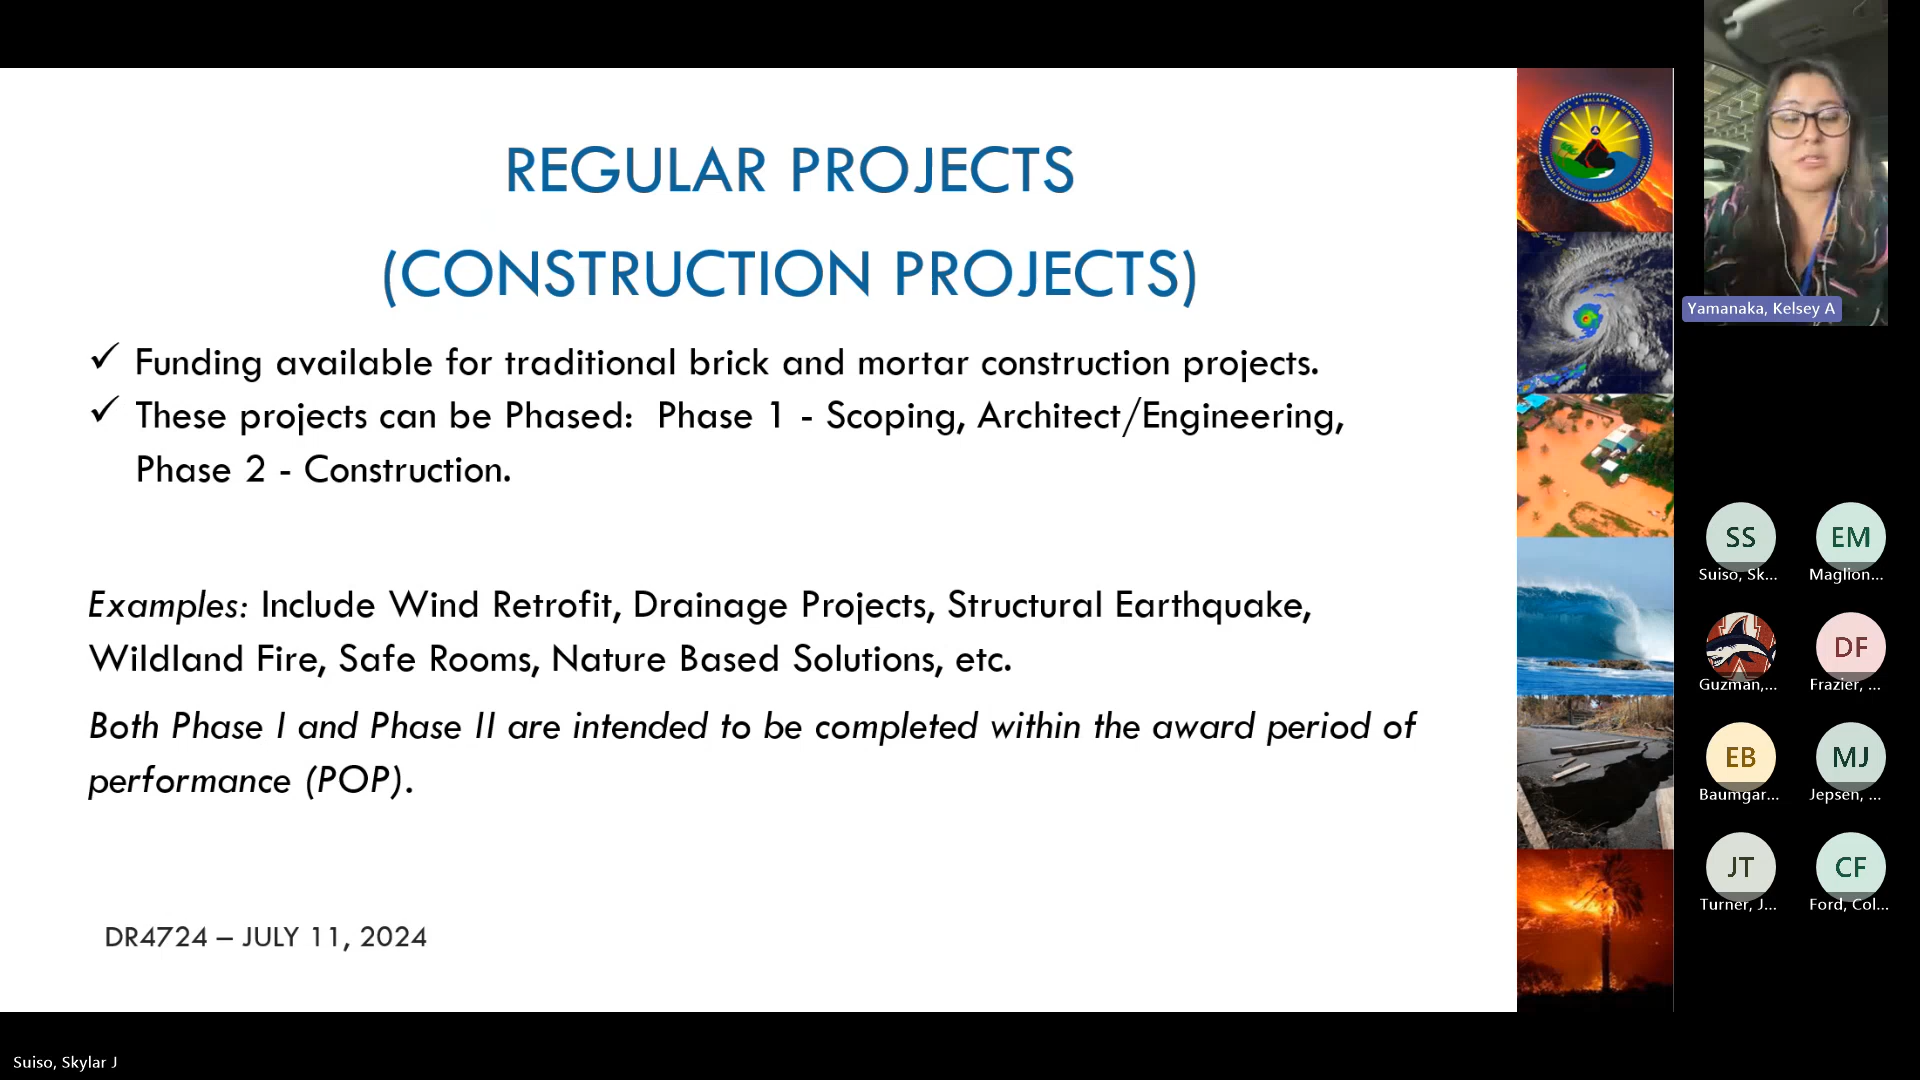 REGULAR PROJECTS
(CONSTRUCTION PROJECTS)
✓ Funding available for traditional brick and mortar construction projects.
✓ These projects can be Phased: Phase 1 - Scoping, Architect/Engineering,
Phase 2 - Construction.
Examples: Include Wind Retrofit, Drainage Projects, Structural Earthquake,
Wildland Fire, Safe Rooms, Nature Based Solutions, etc.
Both Phase I and Phase II are intended to be completed within the award period of
performance (POP).
DR4724 – JULY 11, 2024
Yamanaka, Kelsey A
SS
EM
Suiso, Sk...
Maglion...
DF
Guzman,...
Frazier, ...
EB
MJ
Baumgar...
Jepsen, ...
JT
CF
Turner, J...
Ford, Col...
Suiso, Skylar J